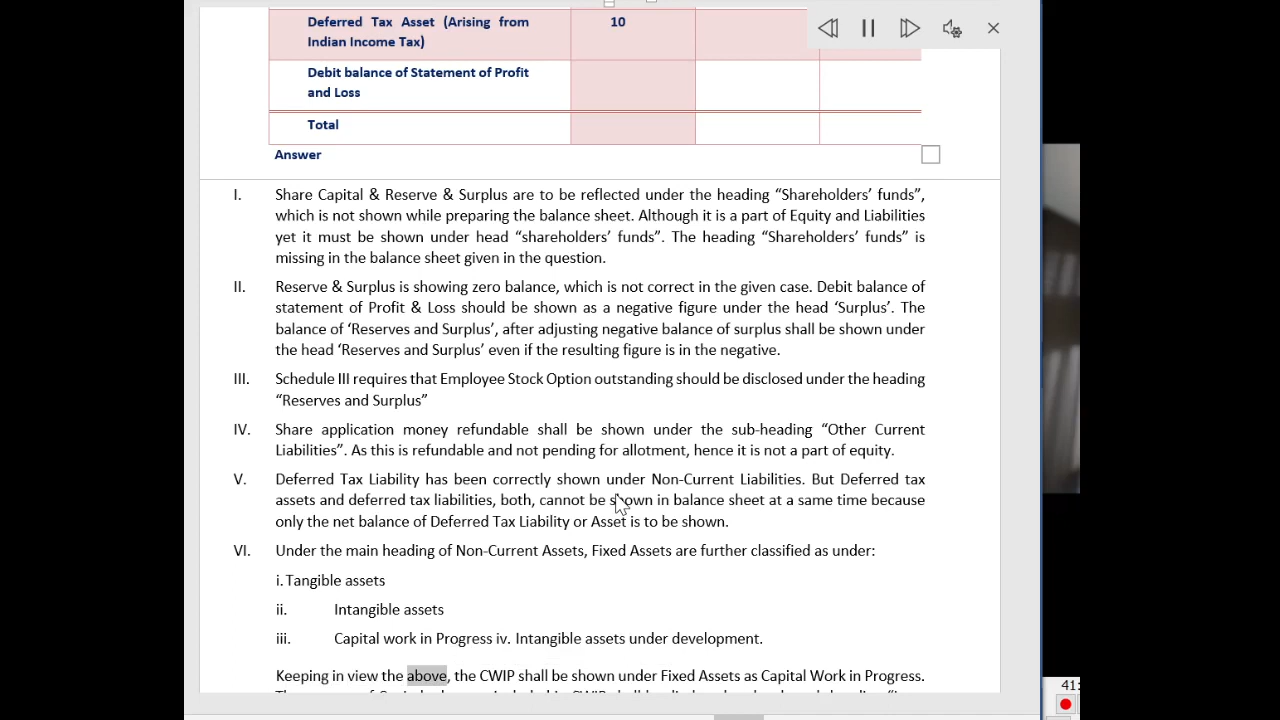 Deferred Tax Asset (Arising from 10
Indian Income Tax)
Debit balance of Statement of Profit
and Loss
Total
Answer
I. Share Capital & Reserve & Surplus are to be reflected under the heading “Shareholders’ funds”,
which is not shown while preparing the balance sheet. Although it is a part of Equity and Liabilities
yet it must be shown under head “shareholders’ funds”. The heading “Shareholders’ funds” is
missing in the balance sheet given in the question.
II. Reserve & Surplus is showing zero balance, which is not correct in the given case. Debit balance of
statement of Profit & Loss should be shown as a negative figure under the head ‘Surplus’. The
balance of ‘Reserves and Surplus’, after adjusting negative balance of surplus shall be shown under
the head ‘Reserves and Surplus’ even if the resulting figure is in the negative.
III. Schedule III requires that Employee Stock Option outstanding should be disclosed under the heading
“Reserves and Surplus”
IV. Share application money refundable shall be shown under the sub-heading “Other Current
Liabilities”. As this is refundable and not pending for allotment, hence it is not a part of equity.
V. Deferred Tax Liability has been correctly shown under Non-Current Liabilities. But Deferred tax
assets and deferred tax liabilities, both, cannot be shown in balance sheet at a same time because
only the net balance of Deferred Tax Liability or Asset is to be shown.
VI. Under the main heading of Non-Current Assets, Fixed Assets are further classified as under:
i. Tangible assets
ii. Intangible assets
iii. Capital work in Progress iv. Intangible assets under development.
Keeping in view the above, the CWIP shall be shown under Fixed Assets as Capital Work in Progress.
41: